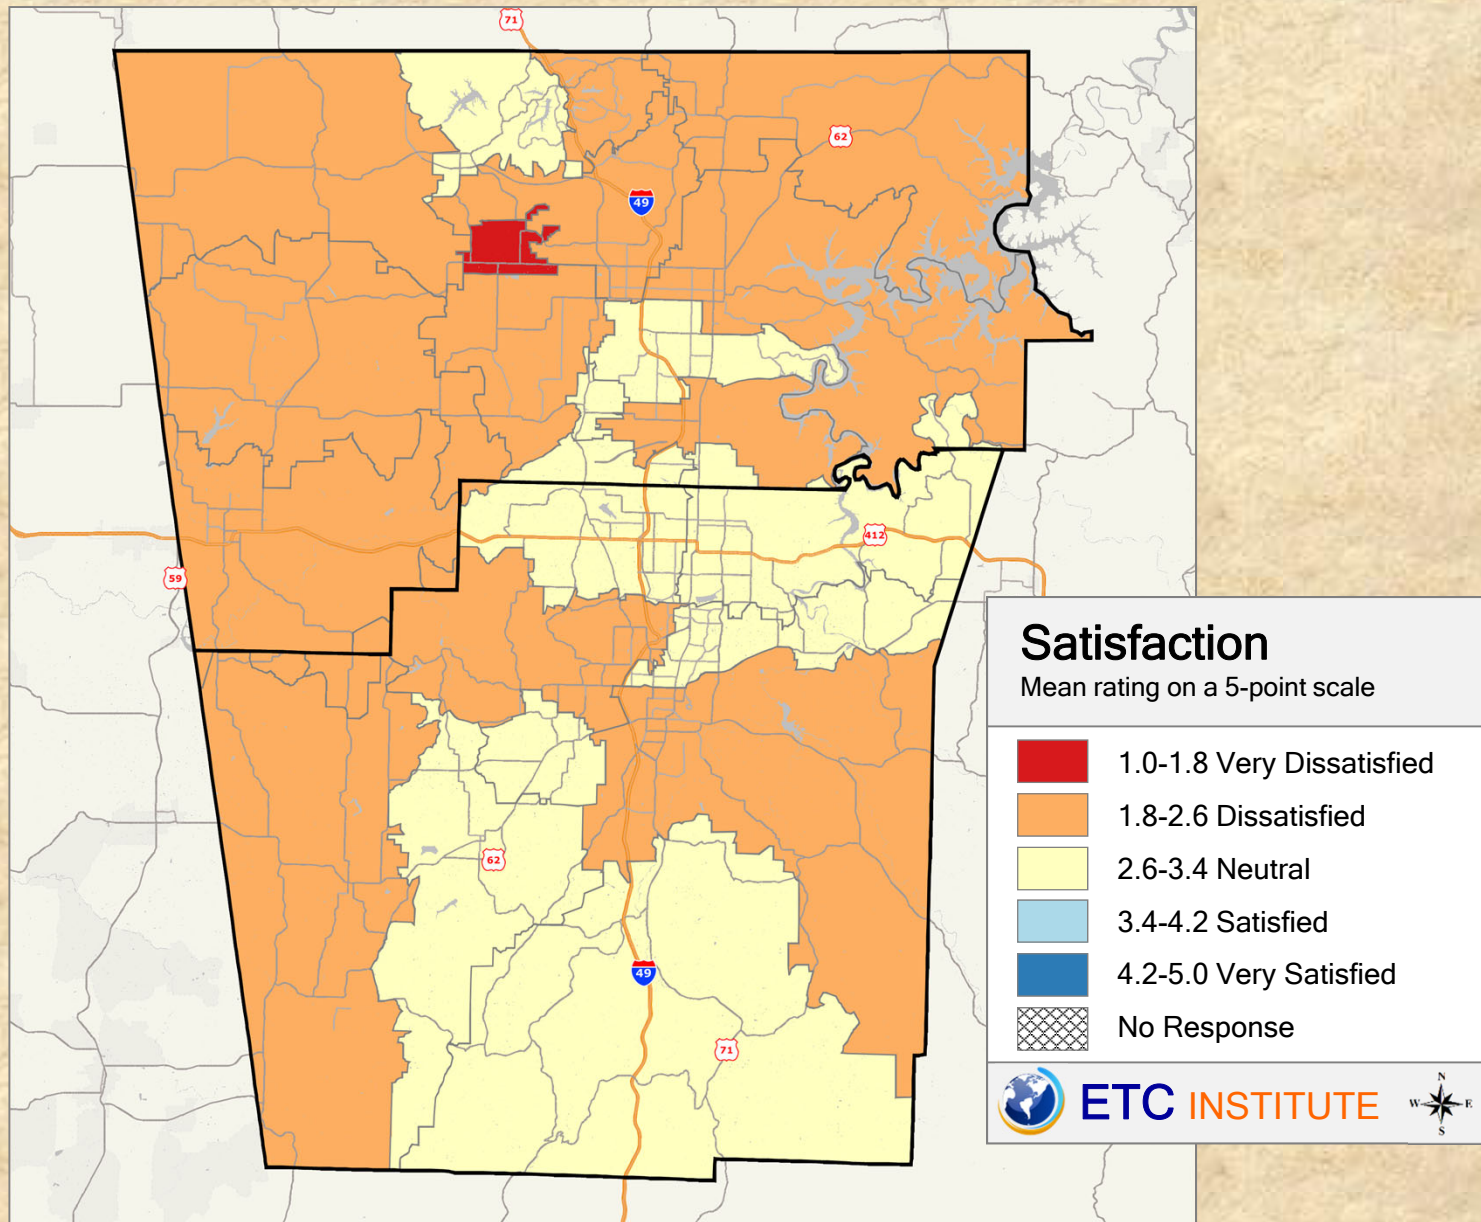 71
62
49
412
59
62
49
71
Satisfaction
Mean rating on a 5-point scale
1.0-1.8 Very Dissatisfied
1.8-2.6 Dissatisfied
2.6-3.4 Neutral
3.4-4.2 Satisfied
4.2-5.0 Very Satisfied
No Response
ETC INSTITUTE
N
W E
S